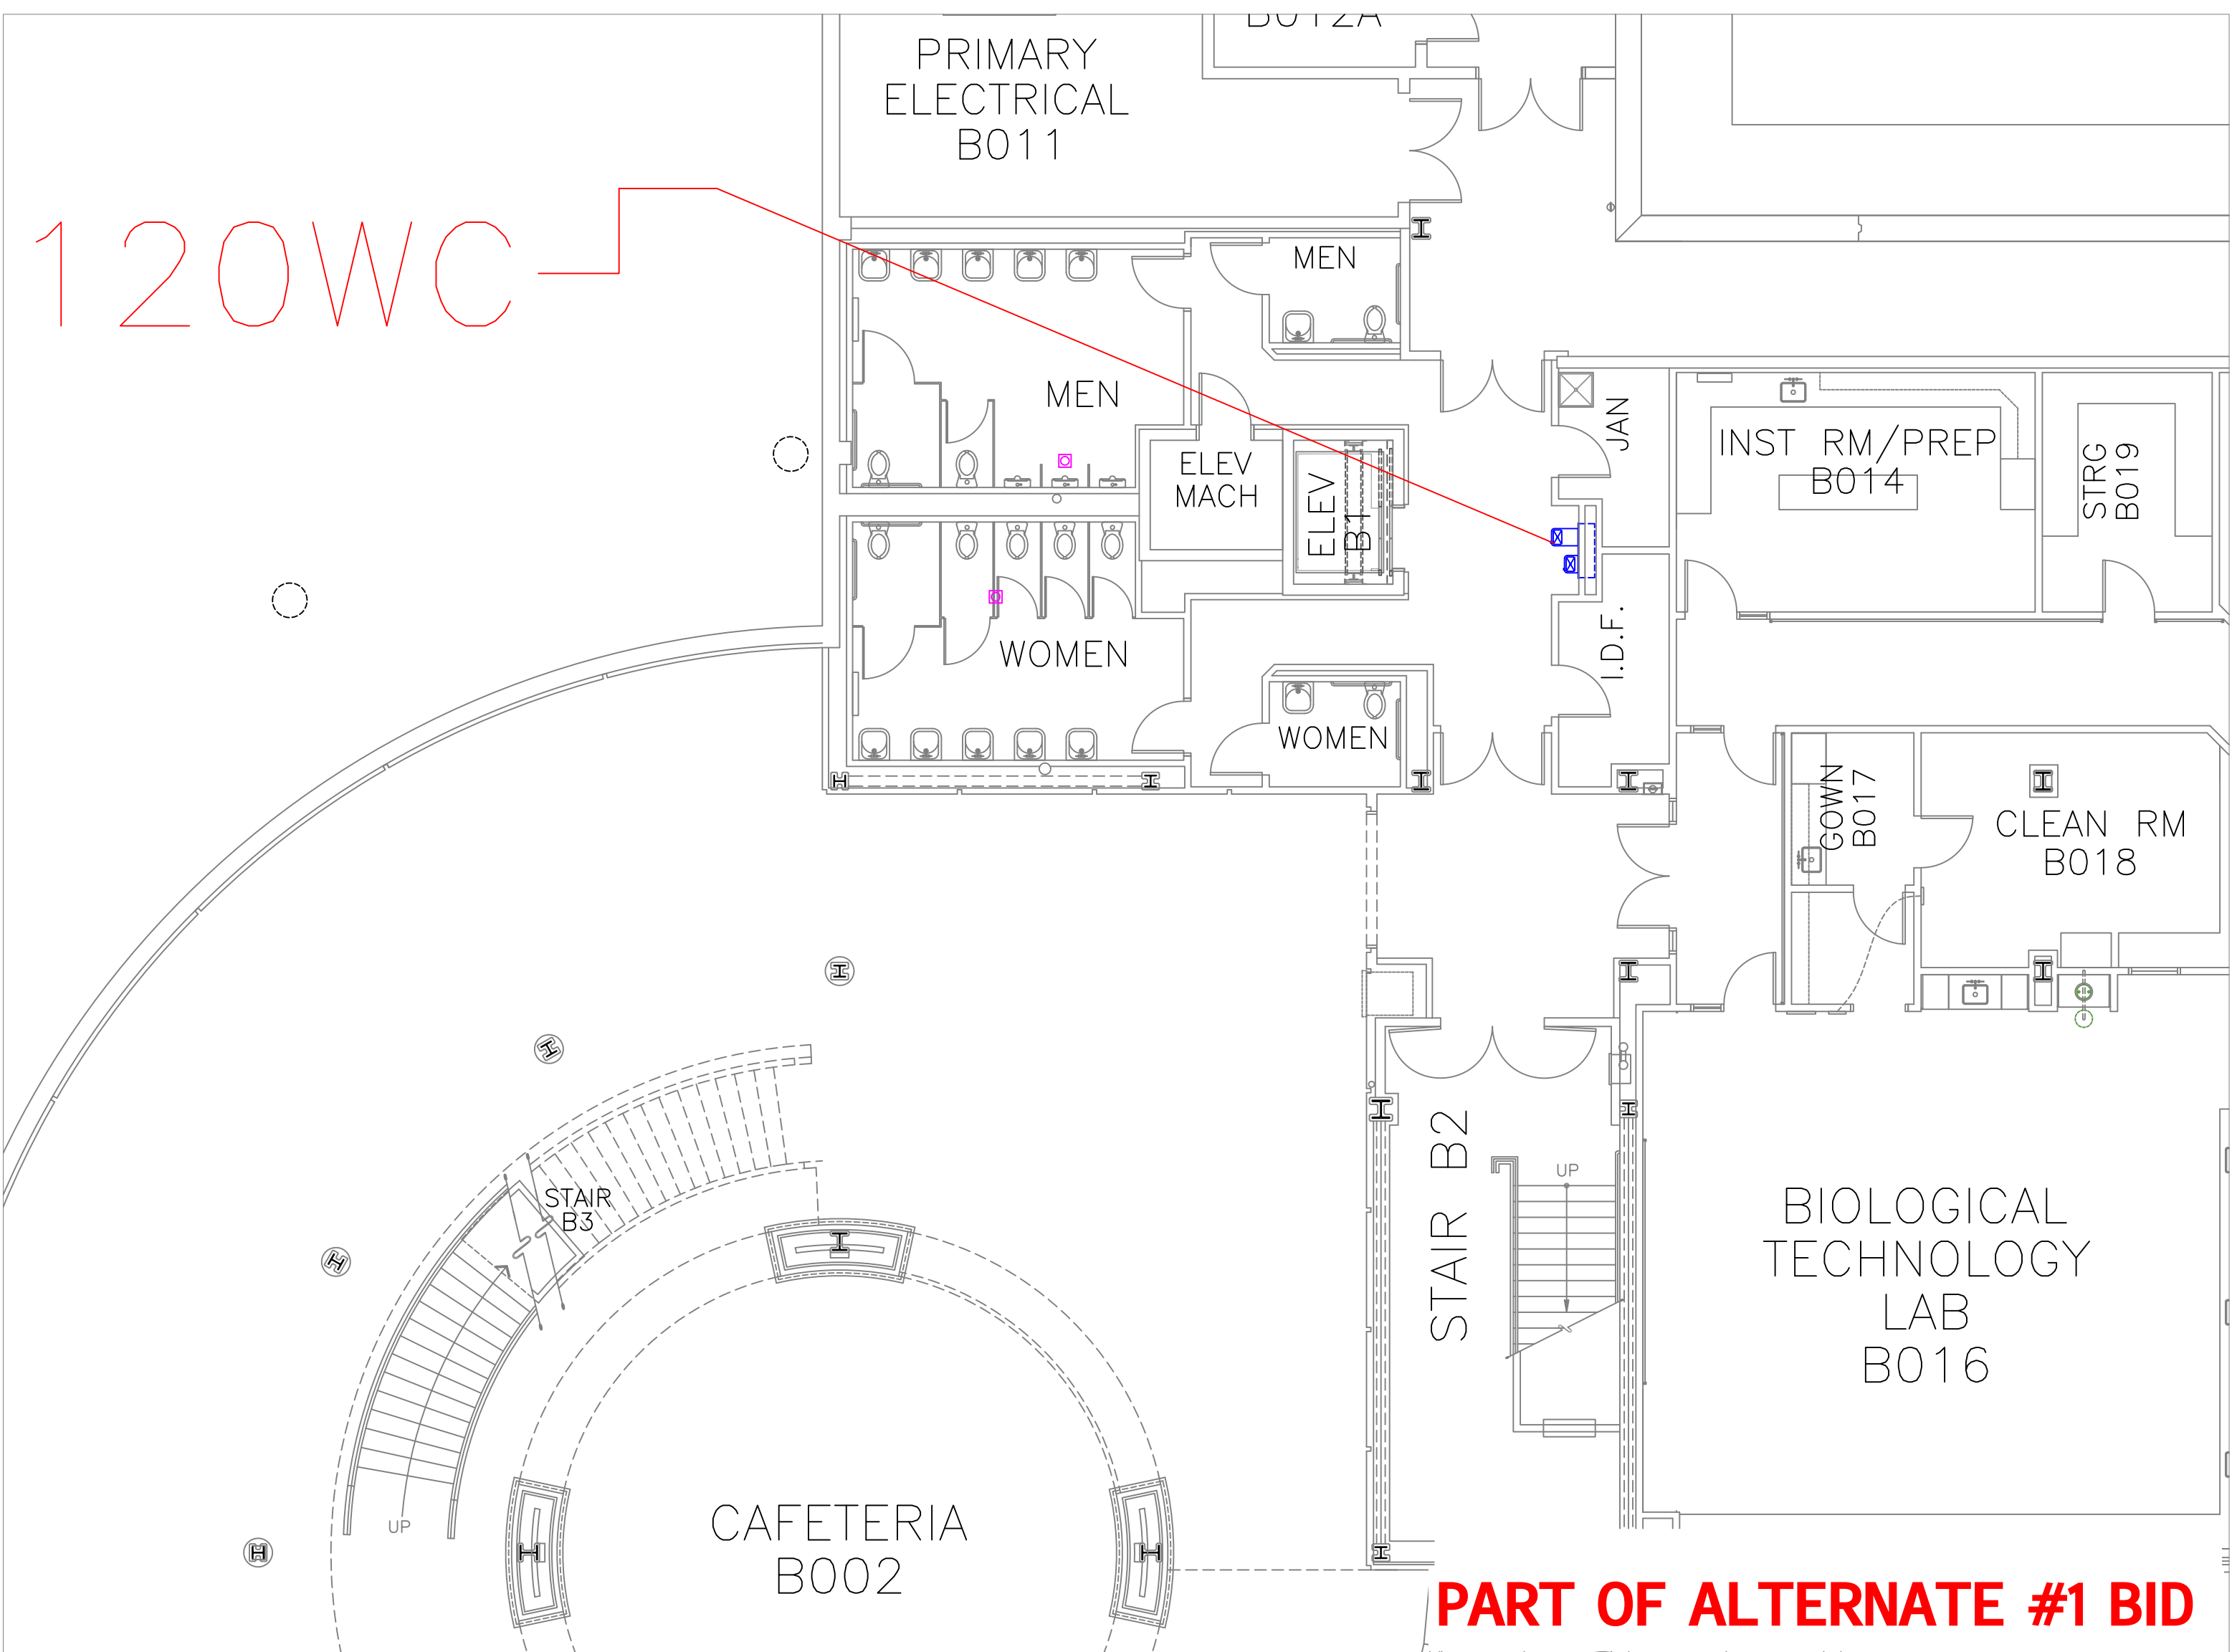 B012A
PRIMARY
ELECTRICAL
B011
120WC
MEN
MEN
JAN
INST RM/PREP
B014
STRG
B019
ELEV
MACH
ELEV
B1
I.D.F.
WOMEN
WOMEN
GOWN
B017
CLEAN RM
B018
STAIR B2
UP
STAIR
B3
BIOLOGICAL
TECHNOLOGY
LAB
B016
UP
CAFETERIA
B002
PART OF ALTERNATE #1 BID